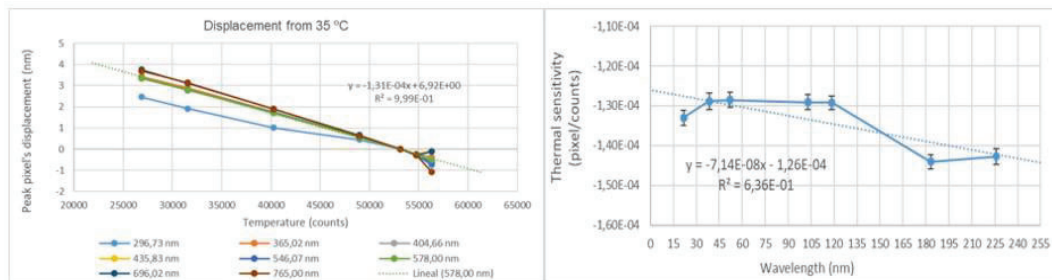 Displacement from 35 ºC
Peak pixel's displacement (nm)
5
4
3
2
1
0
-1
-2
y = -1,31E-04x + 6,92E+00
R² = 9,99E-01
20000 25000 30000 35000 40000 45000 50000 55000 60000 65000
Temperature (counts)
296,73 nm 365,02 nm 404,66 nm
435,83 nm 546,07 nm 578,00 nm
696,02 nm 765,00 nm Lineal (578,00 nm)
Thermal sensitivity
(pixel/counts)
-1,10E-04
-1,20E-04
-1,30E-04
-1,40E-04
-1,50E-04
-1,60E-04
y = -7,14E-08x - 1,26E-04
R² = 6,36E-01
0 15 30 45 60 75 90 105 120 135 150 165 180 195 210 225 240 255
Wavelength (nm)